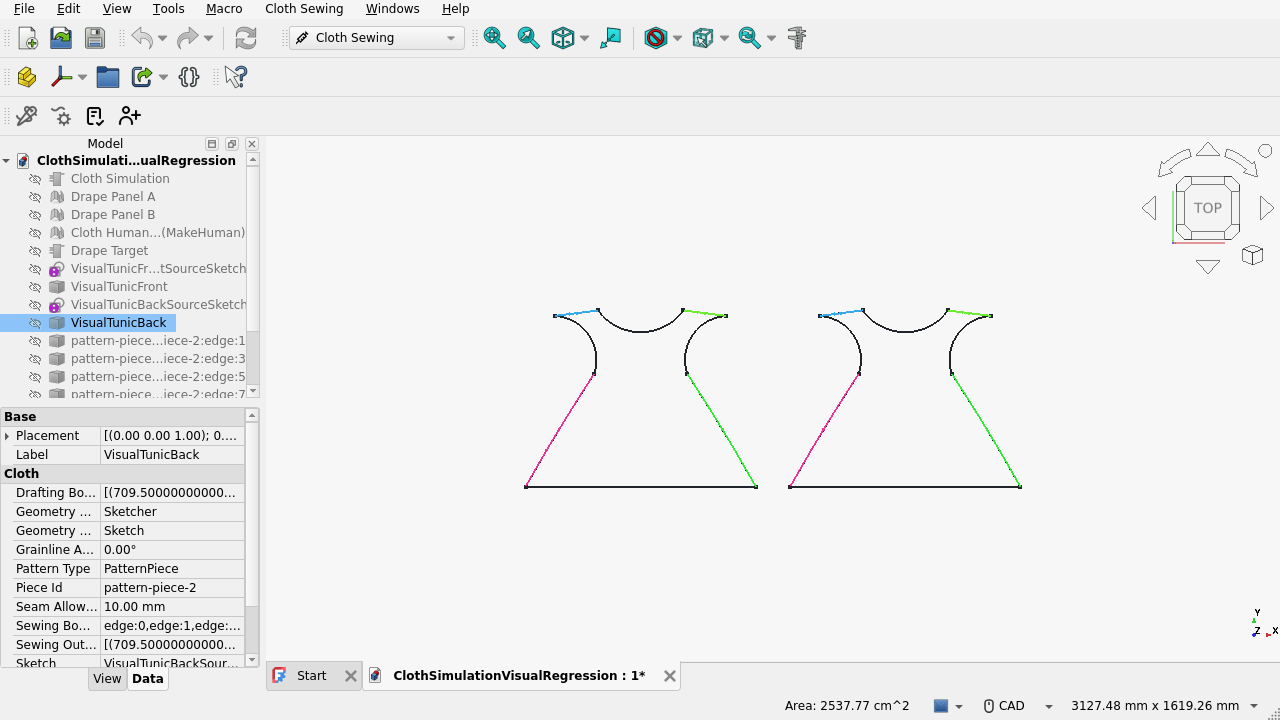 File Edit View Tools Macro Cloth Sewing Windows Help
Cloth Sewing
Model
ClothSimulati...ualRegression
Cloth Simulation
Drape Panel A
Drape Panel B
Cloth Human...(MakeHuman)
Drape Target
VisualTunicFr...tSourceSketch
VisualTunicFront
VisualTunicBackSourceSketch
VisualTunicBack
pattern-piece...iece-2:edge:1
pattern-piece...iece-2:edge:3
pattern-piece...iece-2:edge:5
pattern-piece...iece-2:edge:7
Base
Placement [(0.00 0.00 1.00); 0....
Label VisualTunicBack
Cloth
Drafting Bo... [(709.50000000000...
Geometry ... Sketcher
Geometry ... Sketch
Grainline A... 0.00°
Pattern Type PatternPiece
Piece Id pattern-piece-2
Seam Allow... 10.00 mm
Sewing Bo... edge:0,edge:1,edge:...
Sewing Out... [(709.50000000000...
Sketch VisualTunicBackSour...
View Data
TOP
Y
Z X
Start
ClothSimulationVisualRegression : 1*
Area: 2537.77 cm^2 CAD 3127.48 mm x 1619.26 mm